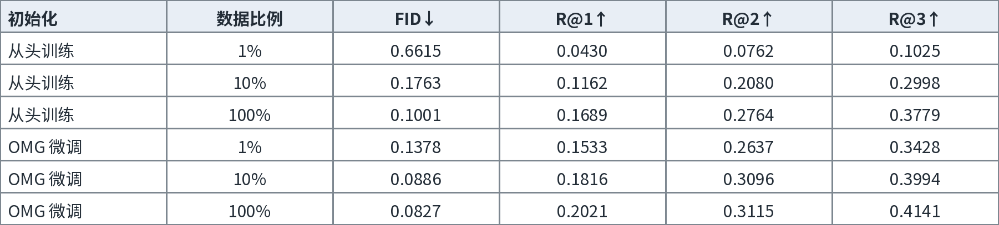 初始化 数据比例 FID↓ R@1↑ R@2↑ R@3↑
从头训练 1% 0.6615 0.0430 0.0762 0.1025
从头训练 10% 0.1763 0.1162 0.2080 0.2998
从头训练 100% 0.1001 0.1689 0.2764 0.3779
OMG 微调 1% 0.1378 0.1533 0.2637 0.3428
OMG 微调 10% 0.0886 0.1816 0.3096 0.3994
OMG 微调 100% 0.0827 0.2021 0.3115 0.4141